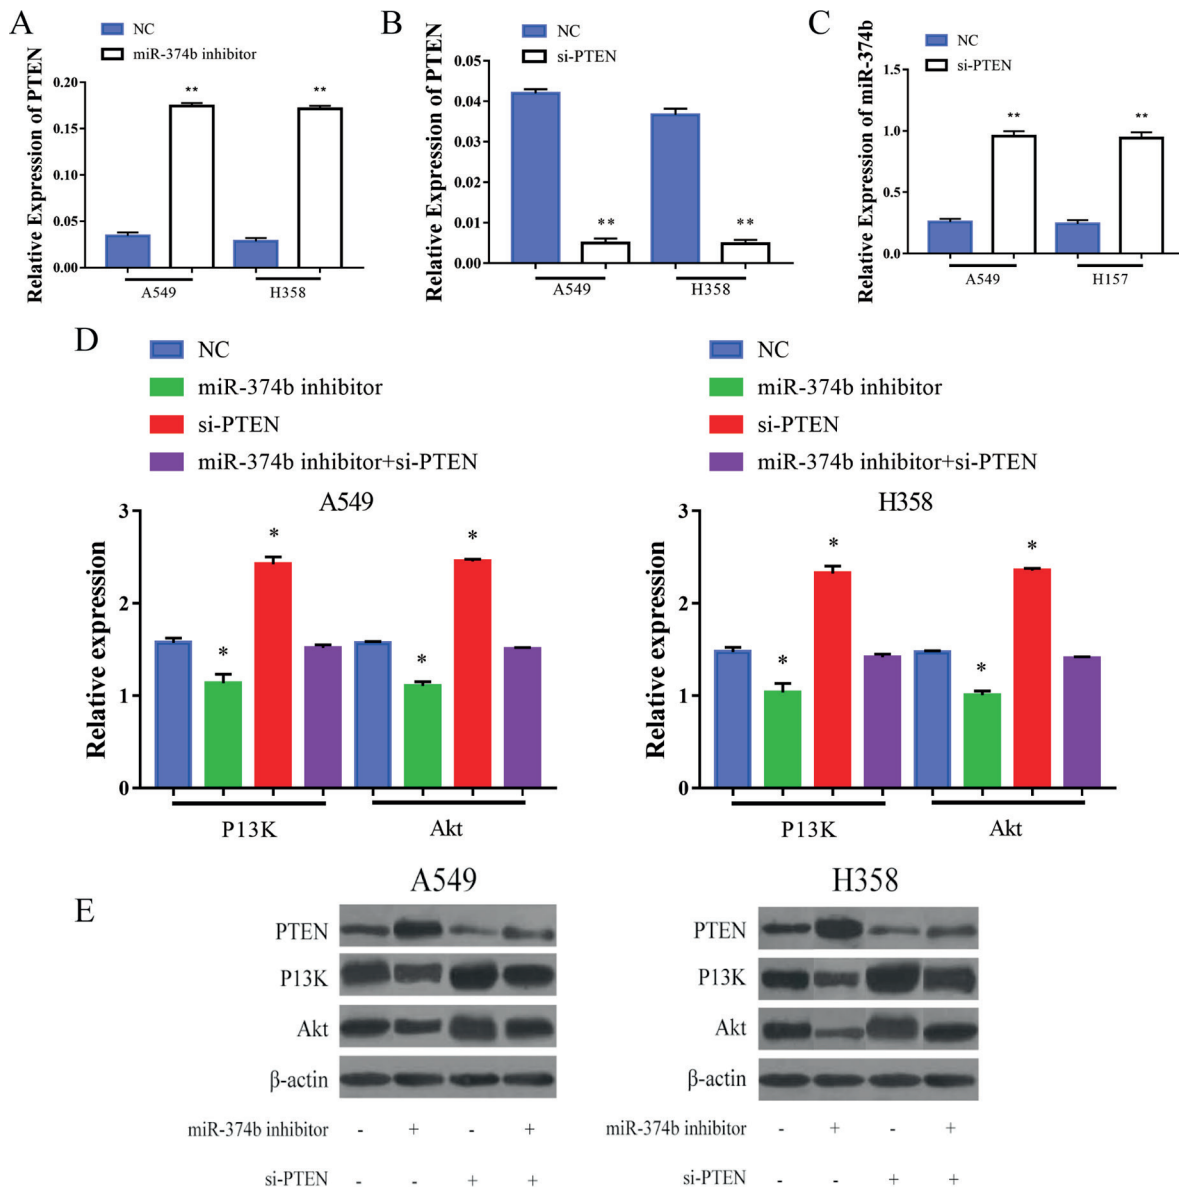 A
NC
miR-374b inhibitor
Relative Expression of PTEN
0.20
0.15
0.10
0.05
0.00
**
**
A549
H358
B
NC
si-PTEN
Relative Expression of PTEN
0.05
0.04
0.03
0.02
0.01
0.00
**
**
A549
H358
C
NC
si-PTEN
Relative Expression of miR-374b
1.5
1.0
0.5
0.0
**
**
A549
H157
D
NC
miR-374b inhibitor
si-PTEN
miR-374b inhibitor+si-PTEN
A549
Relative expression
3
2
1
0
*
*
*
*
P13K
Akt
NC
miR-374b inhibitor
si-PTEN
miR-374b inhibitor+si-PTEN
H358
Relative expression
3
2
1
0
*
*
*
*
P13K
Akt
E
A549
PTEN
P13K
Akt
β-actin
miR-374b inhibitor - + - +
si-PTEN - - + +
H358
PTEN
P13K
Akt
β-actin
miR-374b inhibitor - + - +
si-PTEN - - + +